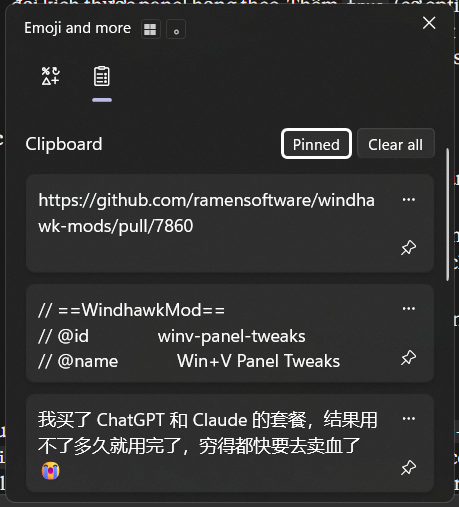 Emoji and more
Clipboard
Pinned
Clear all
https://github.com/ramensoftware/windha
wk-mods/pull/7860
// ==WindhawkMod==
// @id winv-panel-tweaks
// @name Win+V Panel Tweaks
我买了 ChatGPT 和 Claude 的套餐，结果用
不了多久就用完了，穷得都快要去卖血了
😭